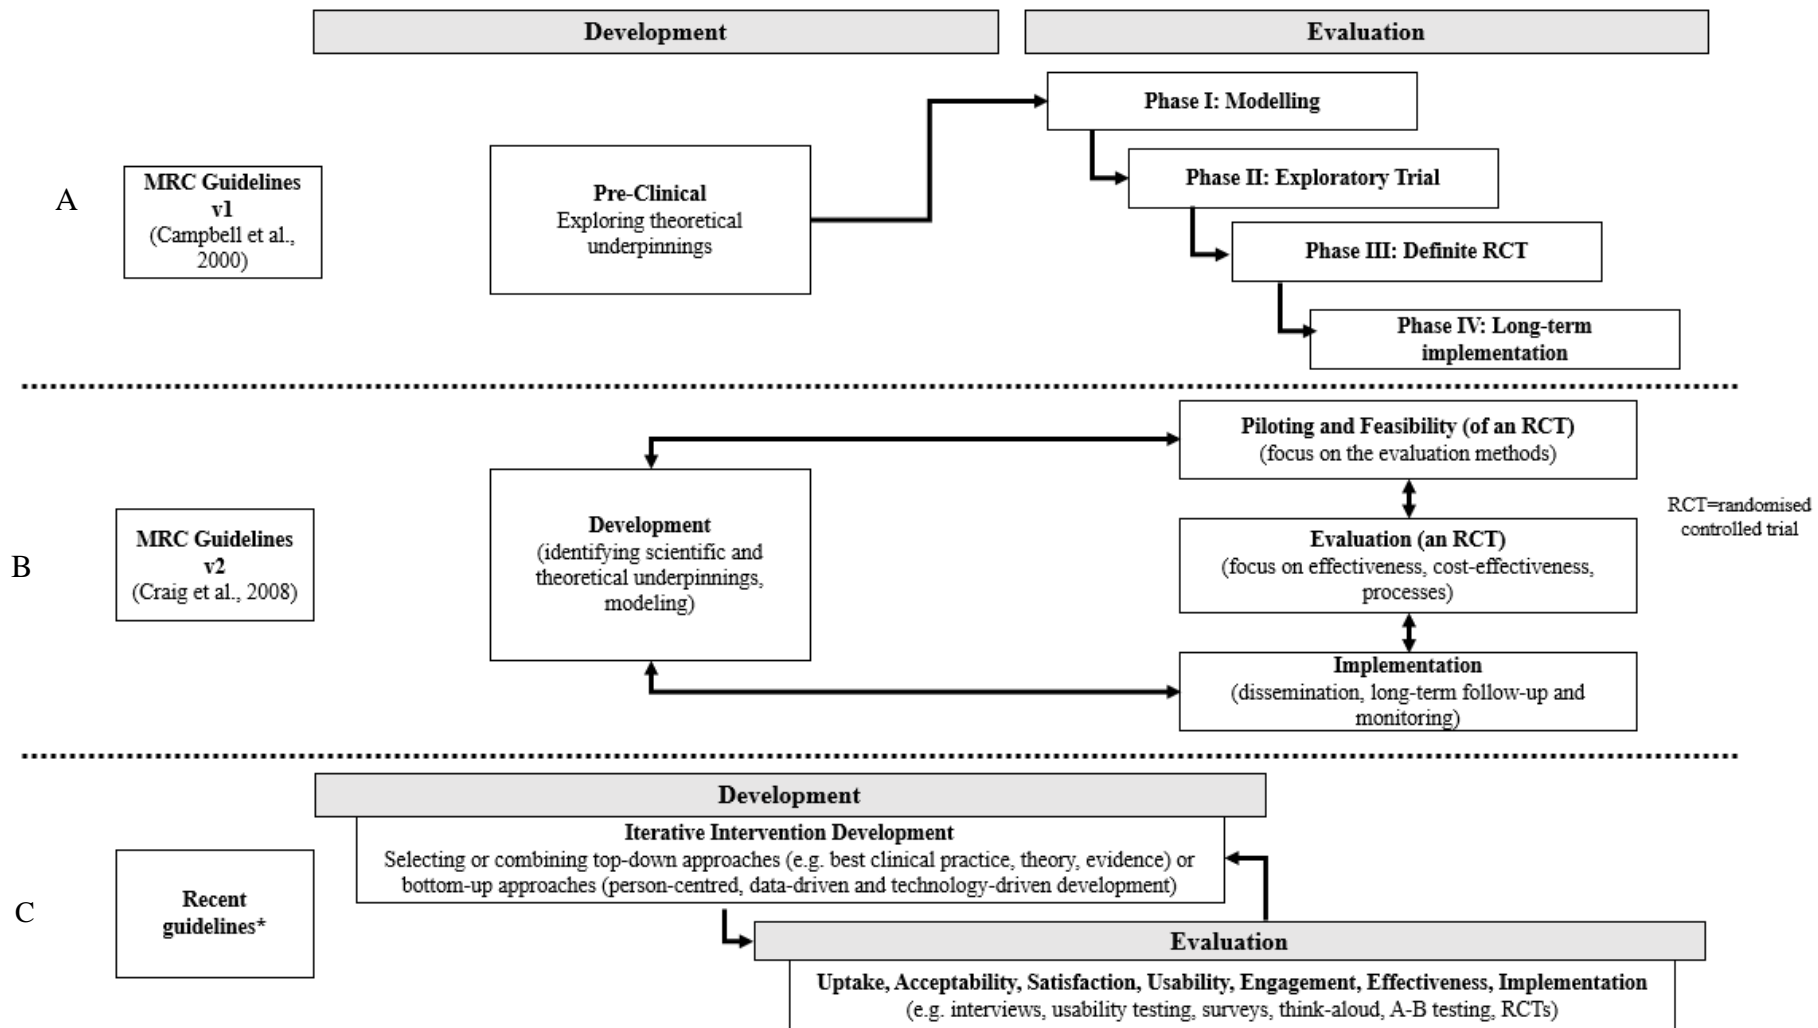 Development
Evaluation
A
MRC Guidelines
v1
(Campbell et al.,
2000)
Pre-Clinical
Exploring theoretical
underpinnings
Phase I: Modelling
Phase II: Exploratory Trial
Phase III: Definite RCT
Phase IV: Long-term
implementation
B
MRC Guidelines
v2
(Craig et al., 2008)
Development
(identifying scientific and
theoretical underpinnings,
modeling)
Piloting and Feasibility (of an RCT)
(focus on the evaluation methods)
Evaluation (an RCT)
(focus on effectiveness, cost-effectiveness,
processes)
Implementation
(dissemination, long-term follow-up and
monitoring)
RCT=randomised
controlled trial
C
Recent
guidelines*
Development
Iterative Intervention Development
Selecting or combining top-down approaches (e.g. best clinical practice, theory, evidence) or
bottom-up approaches (person-centred, data-driven and technology-driven development)
Evaluation
Uptake, Acceptability, Satisfaction, Usability, Engagement, Effectiveness, Implementation
(e.g. interviews, usability testing, surveys, think-aloud, A-B testing, RCTs)